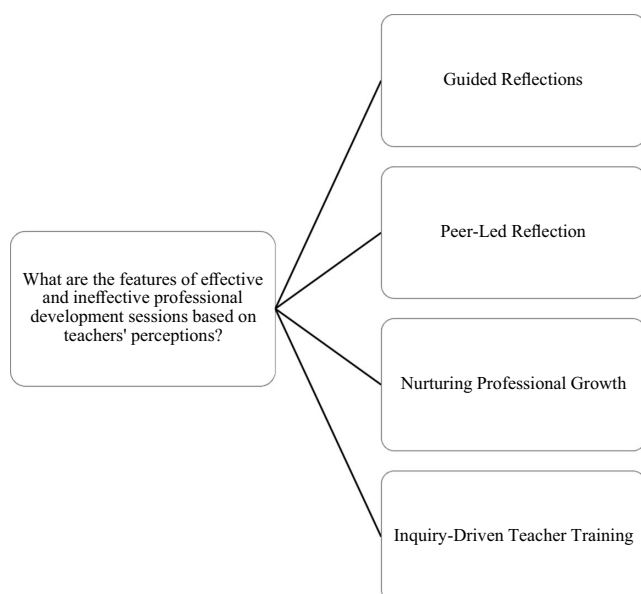 What are the features of effective
and ineffective professional
development sessions based on
teachers' perceptions?
Guided Reflections
Peer-Led Reflection
Nurturing Professional Growth
Inquiry-Driven Teacher Training